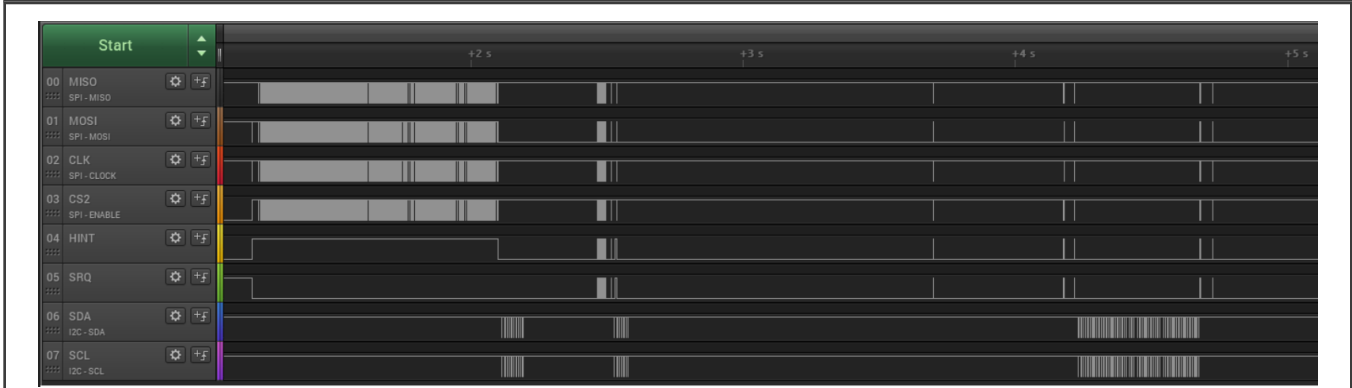 Start
+2 s
+3 s
+4 s
+5 s
00 MISO
SPI - MISO
01 MOSI
SPI - MOSI
02 CLK
SPI - CLOCK
03 CS2
SPI - ENABLE
04 HINT
05 SRQ
06 SDA
I2C - SDA
07 SCL
I2C - SCL